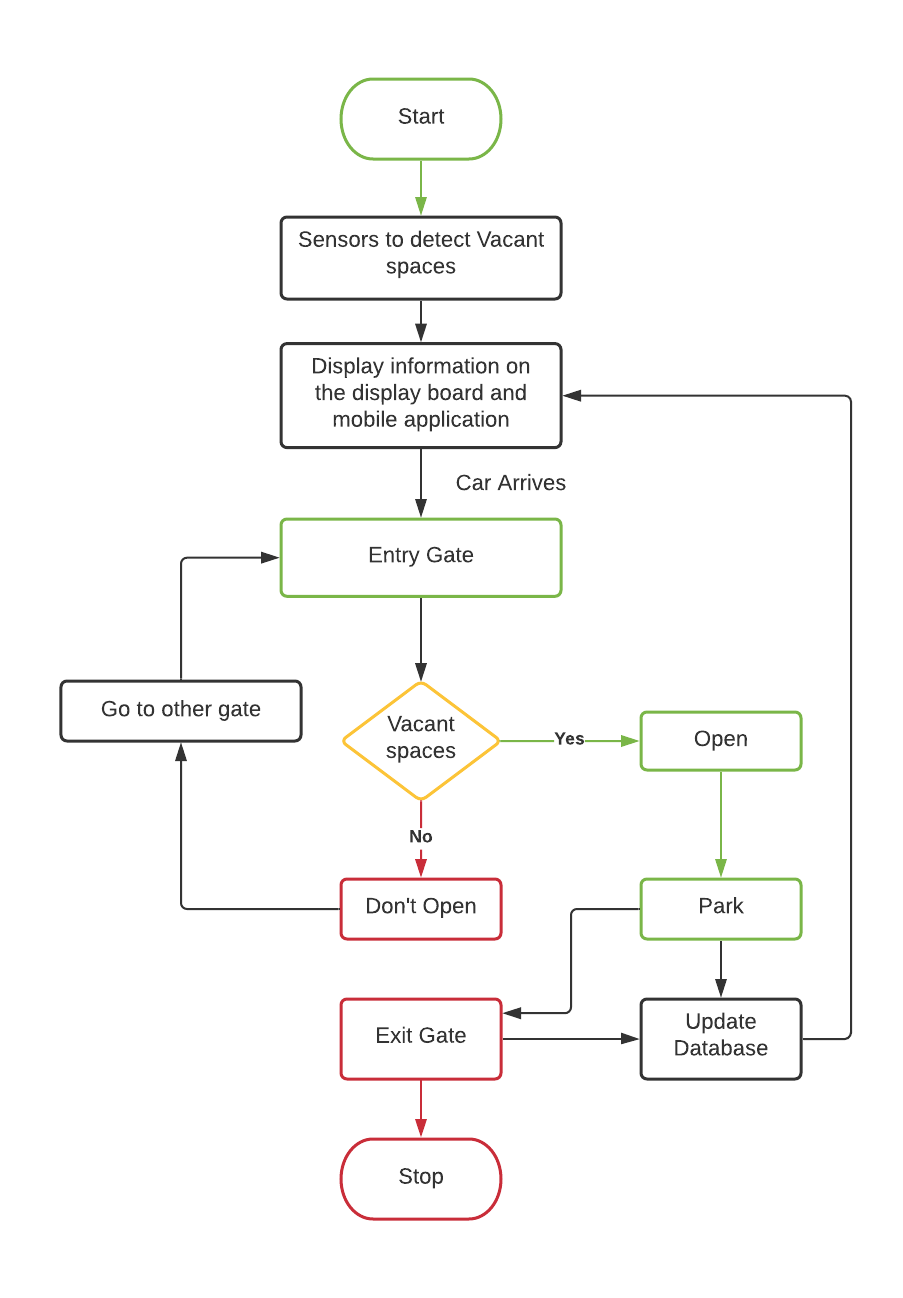 Start
Sensors to detect Vacant
spaces
Display information on
the display board and
mobile application
Car Arrives
Entry Gate
Go to other gate
Vacant
spaces
Yes
Open
No
Don't Open
Park
Exit Gate
Update
Database
Stop